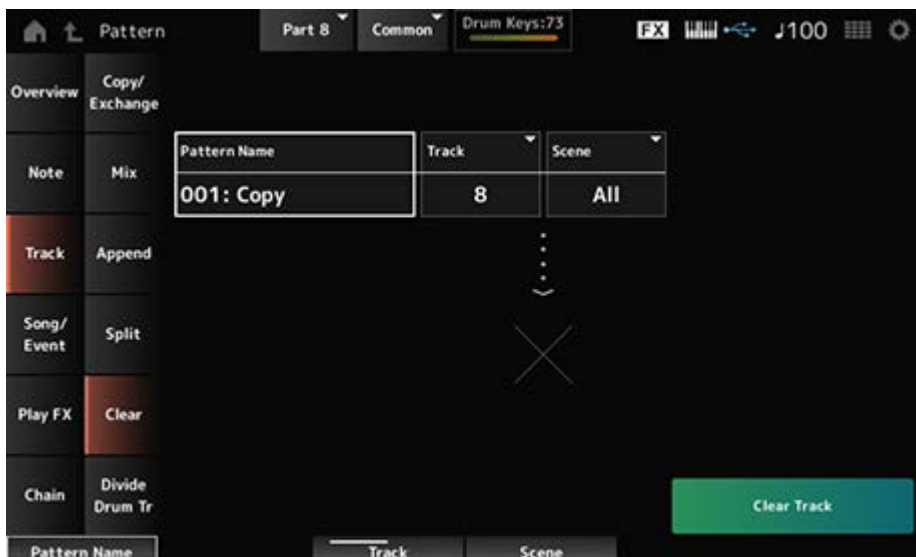 Pattern
Part 8
Common
Drum Keys:73
FX
♩100
Overview
Copy/
Exchange
Note
Mix
Track
Append
Song/
Event
Split
Play FX
Clear
Chain
Divide
Drum Tr
Pattern Name
Track
Scene
001: Copy
8
All
Clear Track
Pattern Name
Track
Scene